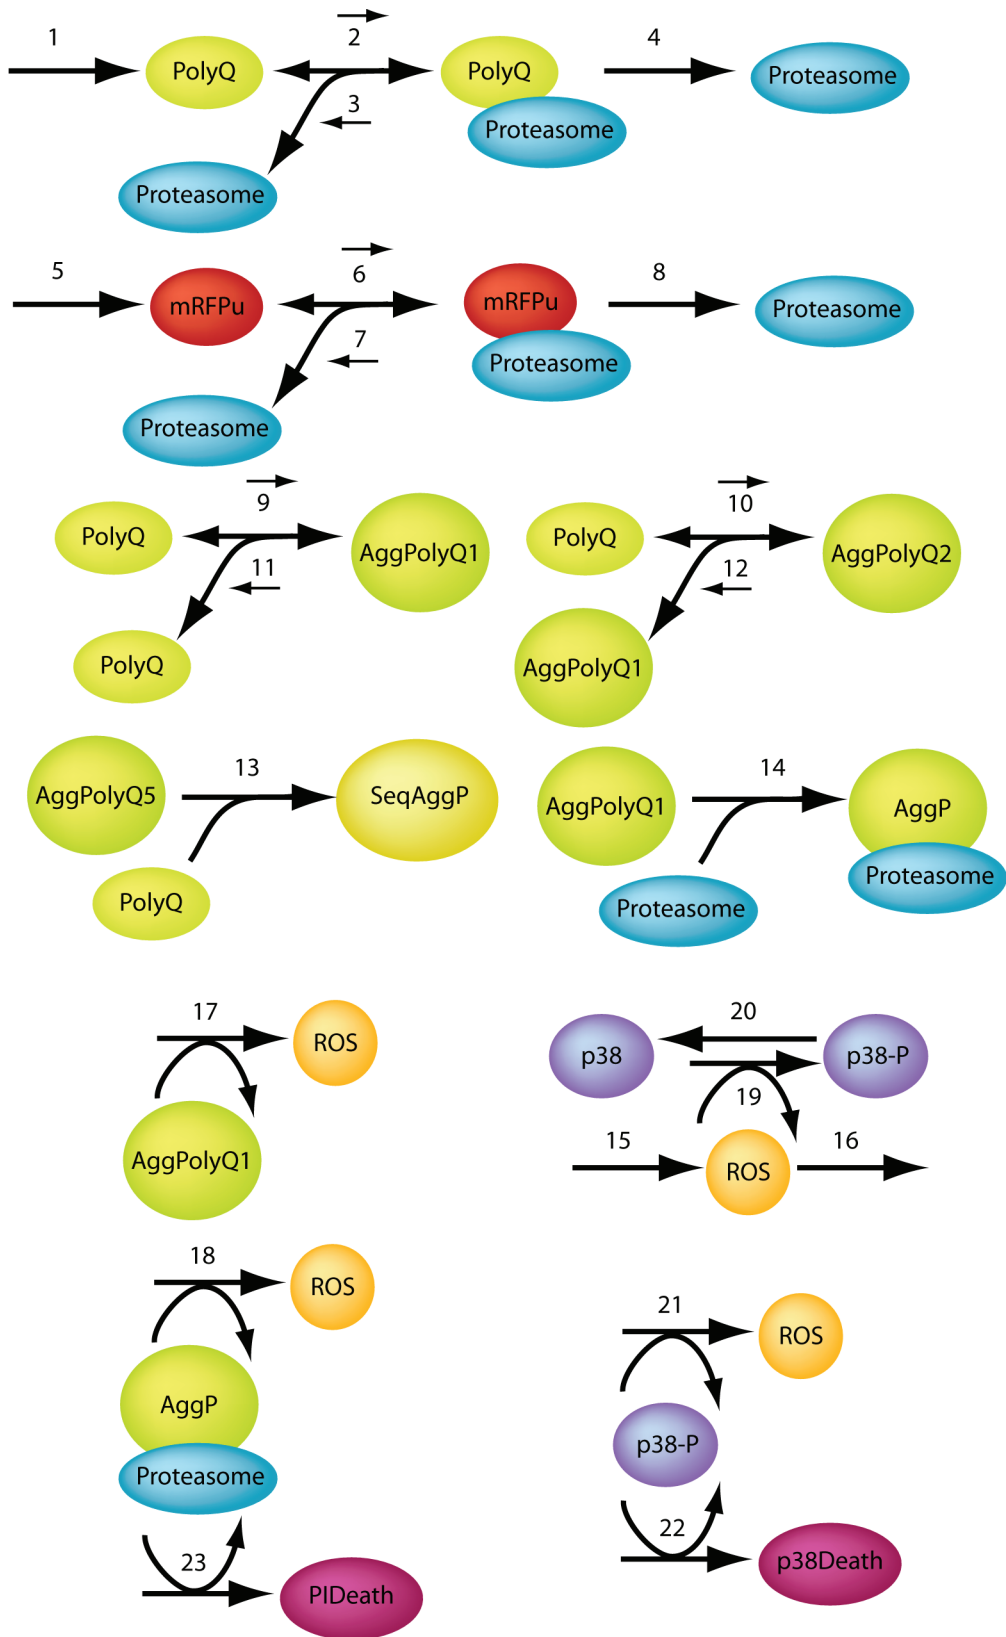 1
2
4
PolyQ
PolyQ
Proteasome
3
Proteasome
Proteasome
5
6
8
mRFPu
mRFPu
Proteasome
7
Proteasome
Proteasome
9
10
PolyQ
AggPolyQ1
PolyQ
AggPolyQ2
11
12
PolyQ
AggPolyQ1
13
14
AggPolyQ5
SeqAggP
AggPolyQ1
AggP
PolyQ
Proteasome
Proteasome
17
20
ROS
p38
p38-P
19
15
16
AggPolyQ1
ROS
18
21
ROS
ROS
AggP
p38-P
Proteasome
22
23
p38Death
PIDeath